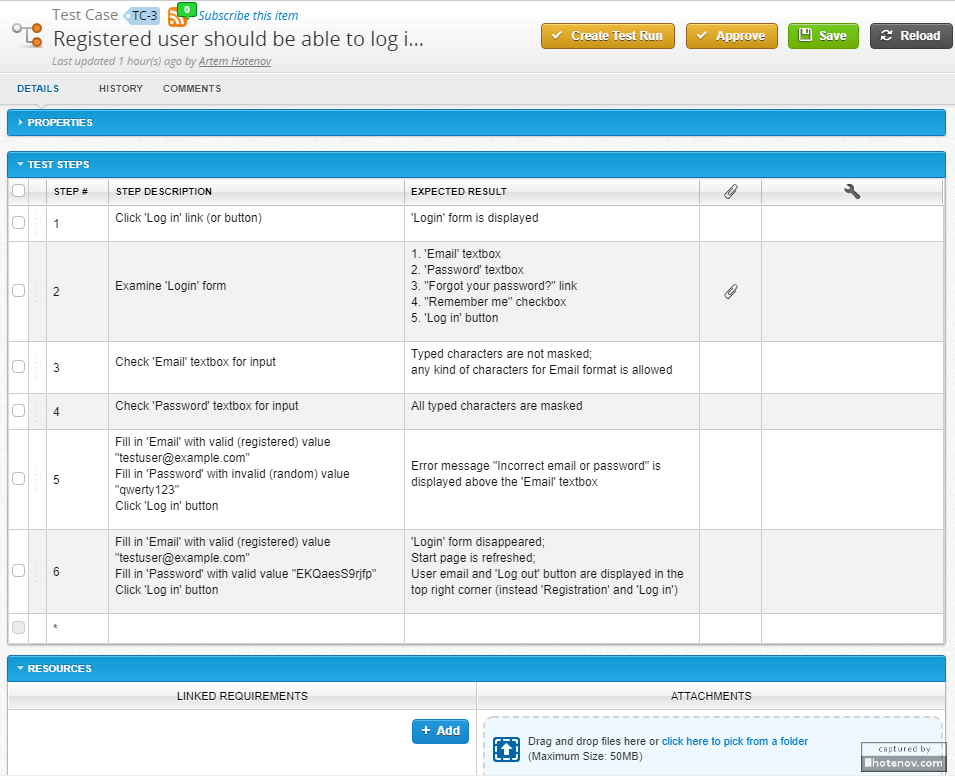 Test Case TC-3 0 Subscribe this item
Registered user should be able to log i...
Last updated 1 hour(s) ago by Artem Hotenov
Create Test Run Approve Save Reload
DETAILS HISTORY COMMENTS
PROPERTIES
TEST STEPS
STEP # STEP DESCRIPTION EXPECTED RESULT
1 Click 'Log in' link (or button) 'Login' form is displayed
2 Examine 'Login' form
1. 'Email' textbox
2. 'Password' textbox
3. "Forgot your password?" link
4. "Remember me" checkbox
5. 'Log in' button
3 Check 'Email' textbox for input
Typed characters are not masked;
any kind of characters for Email format is allowed
4 Check 'Password' textbox for input All typed characters are masked
5
Fill in 'Email' with valid (registered) value
"testuser@example.com"
Fill in 'Password' with invalid (random) value
"qwerty123"
Click 'Log in' button
Error message "Incorrect email or password" is
displayed above the 'Email' textbox
6
Fill in 'Email' with valid (registered) value
"testuser@example.com"
Fill in 'Password' with valid value "EKQaesS9rjfp"
Click 'Log in' button
'Login' form disappeared;
Start page is refreshed;
User email and 'Log out' button are displayed in the
top right corner (instead 'Registration' and 'Log in')
*
RESOURCES
LINKED REQUIREMENTS ATTACHMENTS
+ Add
Drag and drop files here or click here to pick from a folder
(Maximum Size: 50MB)
captured by
hotenov.com